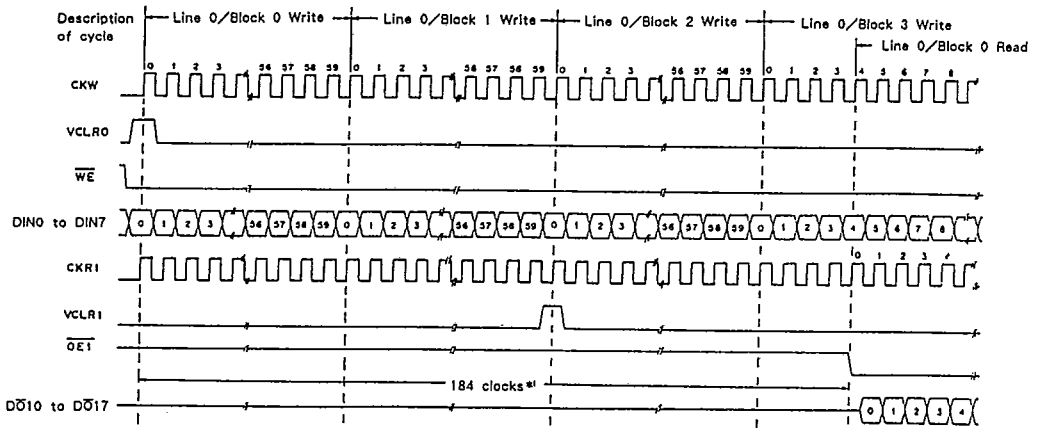 Description of cycle
Line 0/Block 0 Write Line 0/Block 1 Write Line 0/Block 2 Write Line 0/Block 3 Write
Line 0/Block 0 Read
0 1 2 3 56 57 58 59 0 1 2 3 56 57 58 59 0 1 2 3 56 57 58 59 0 1 2 3 4 5 6 7 8
CKW
VCLR0
WE
DIN0 to DIN7 0 1 2 3 56 57 58 59 0 1 2 3 56 57 58 59 0 1 2 3 56 57 58 59 0 1 2 3 4 5 6 7 8
0 1 2 3 4
CKR1
VCLR1
OE1
184 clocks*1
DO10 to DO17 0 1 2 3 4